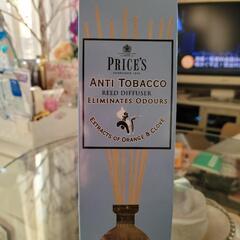 PRICE'S
ANTI TOBACCO
REED DIFFUSER
ELIMINATES ODOURS
EXTRACTS OF ORANGE & CLOVE